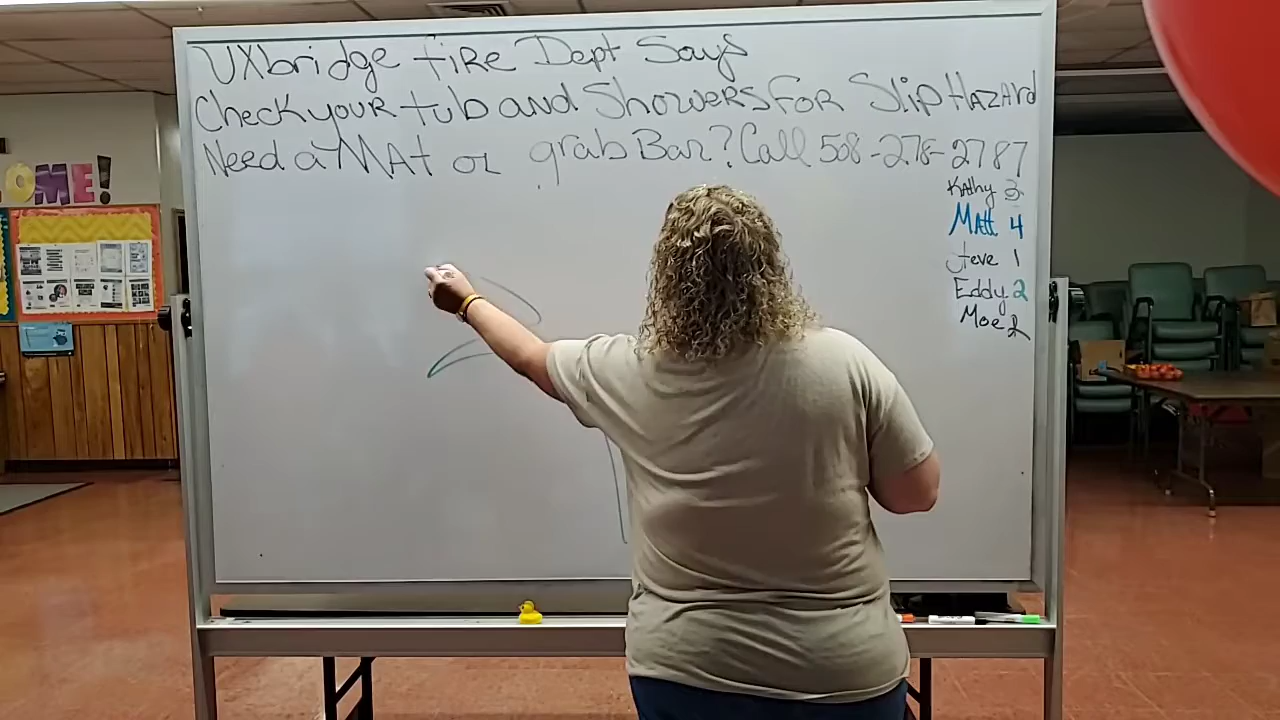 UXbridge fiRe Dept Says
Check youR tub and ShoweRs FoR Slip HAZARd
Need a MAt or grab Bar? Call 508-278-2787
KAthy 3
MAtt 4
Steve 1
Eddy 2
Moe 2
OME!